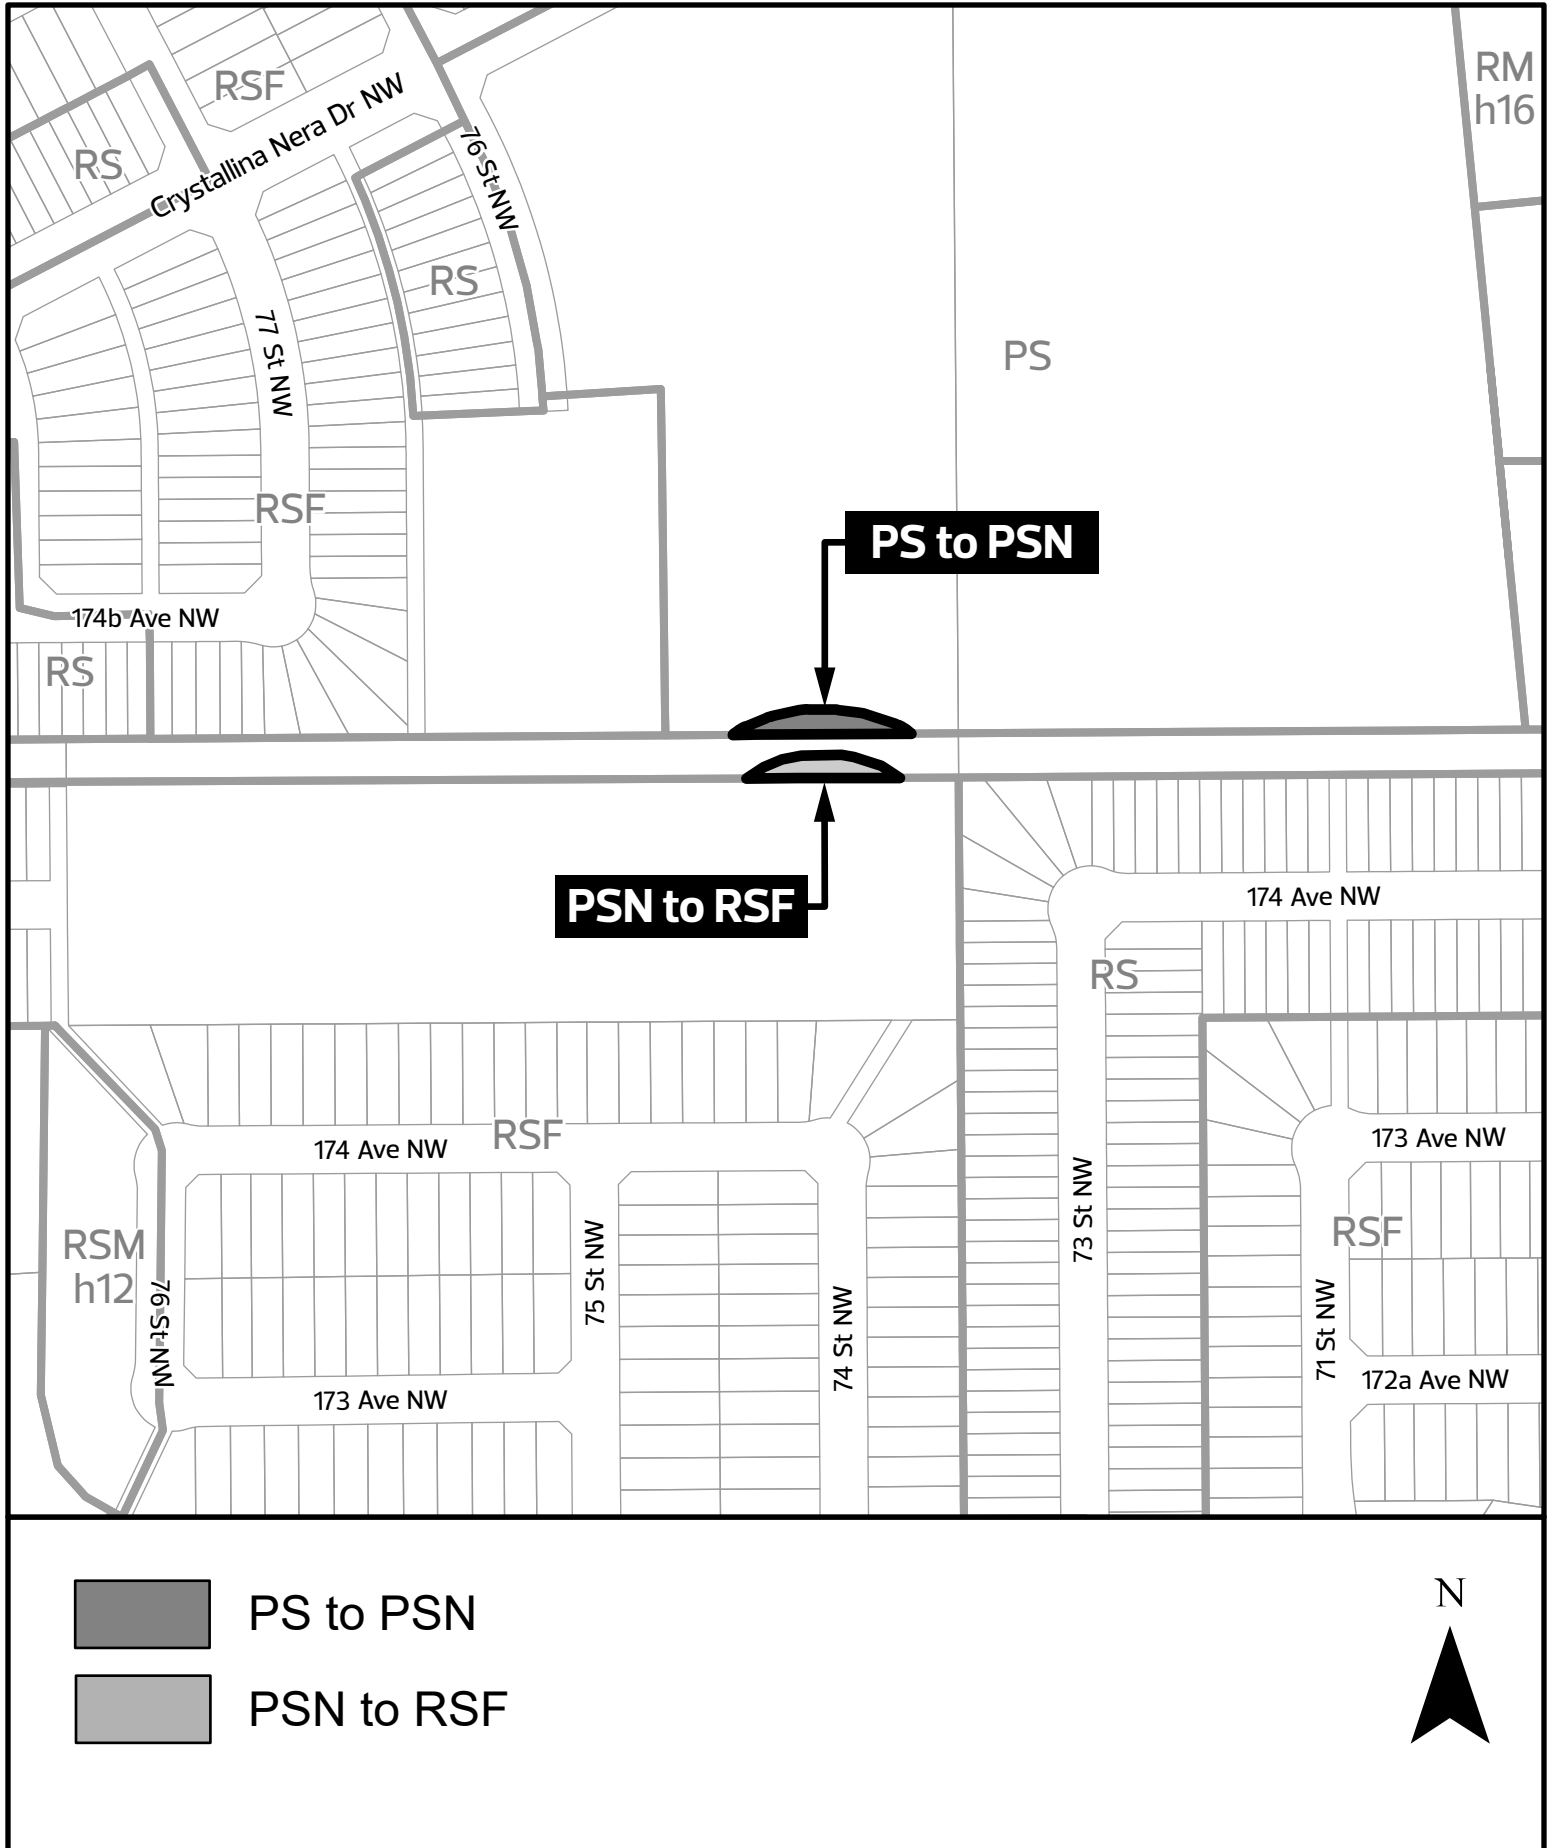 RM
h16
RSF
Crystallina Nera Dr NW
RS
76 St NW
RS
77 St NW
PS
RSF
PS to PSN
174b Ave NW
RS
PSN to RSF
174 Ave NW
RS
174 Ave NW
RSF
173 Ave NW
RSM
h12
76 St NW
75 St NW
74 St NW
73 St NW
RSF
71 St NW
172a Ave NW
173 Ave NW
PS to PSN
PSN to RSF
N